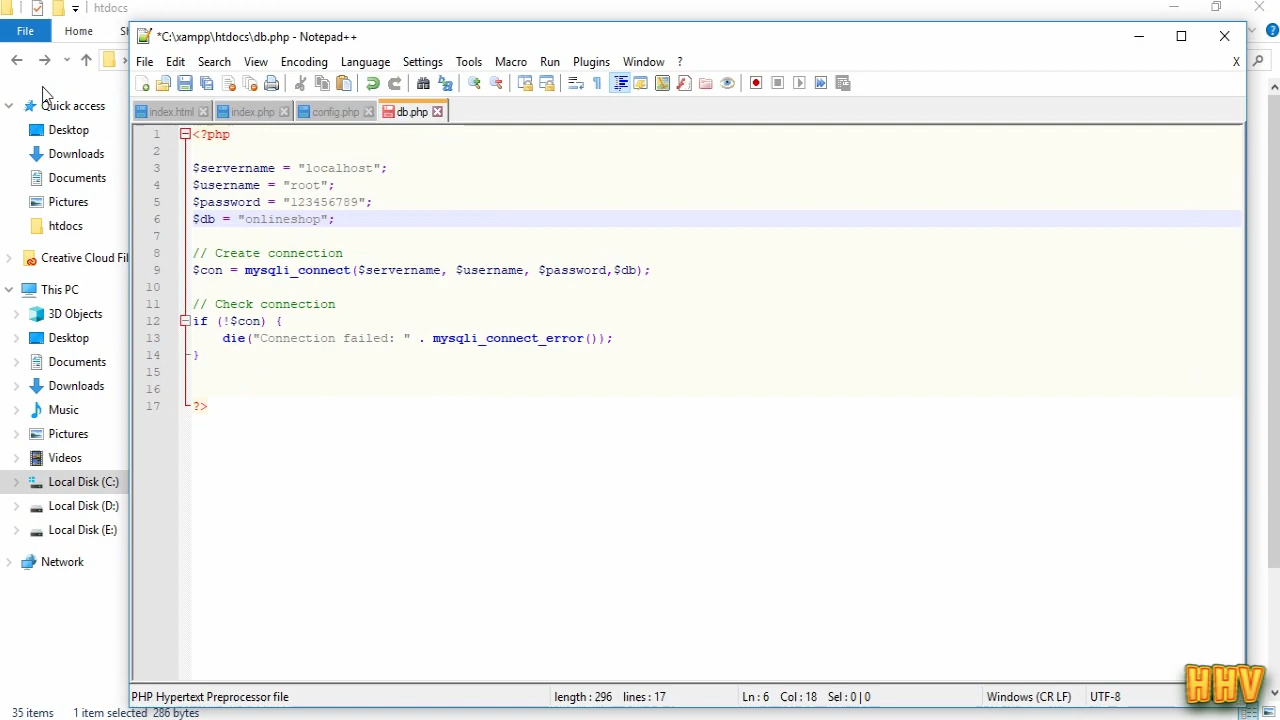 htdocs
File
Home
Sh
*C:\xampp\htdocs\db.php - Notepad++
File Edit Search View Encoding Language Settings Tools Macro Run Plugins Window ?
X
index.html
index.php
config.php
db.php
Quick access
Desktop
Downloads
Documents
Pictures
htdocs
Creative Cloud Fil
This PC
3D Objects
Desktop
Documents
Downloads
Music
Pictures
Videos
Local Disk (C:)
Local Disk (D:)
Local Disk (E:)
Network
1 <?php
2
3 $servername = "localhost";
4 $username = "root";
5 $password = "123456789";
6 $db = "onlineshop";
7
8 // Create connection
9 $con = mysqli_connect($servername, $username, $password,$db);
10
11 // Check connection
12 if (!$con) {
13 die("Connection failed: " . mysqli_connect_error());
14 }
15
16
17 ?>
PHP Hypertext Preprocessor file
length : 296 lines : 17
Ln : 6 Col : 18 Sel : 0 | 0
Windows (CR LF)
UTF-8
HHV
35 items 1 item selected 286 bytes